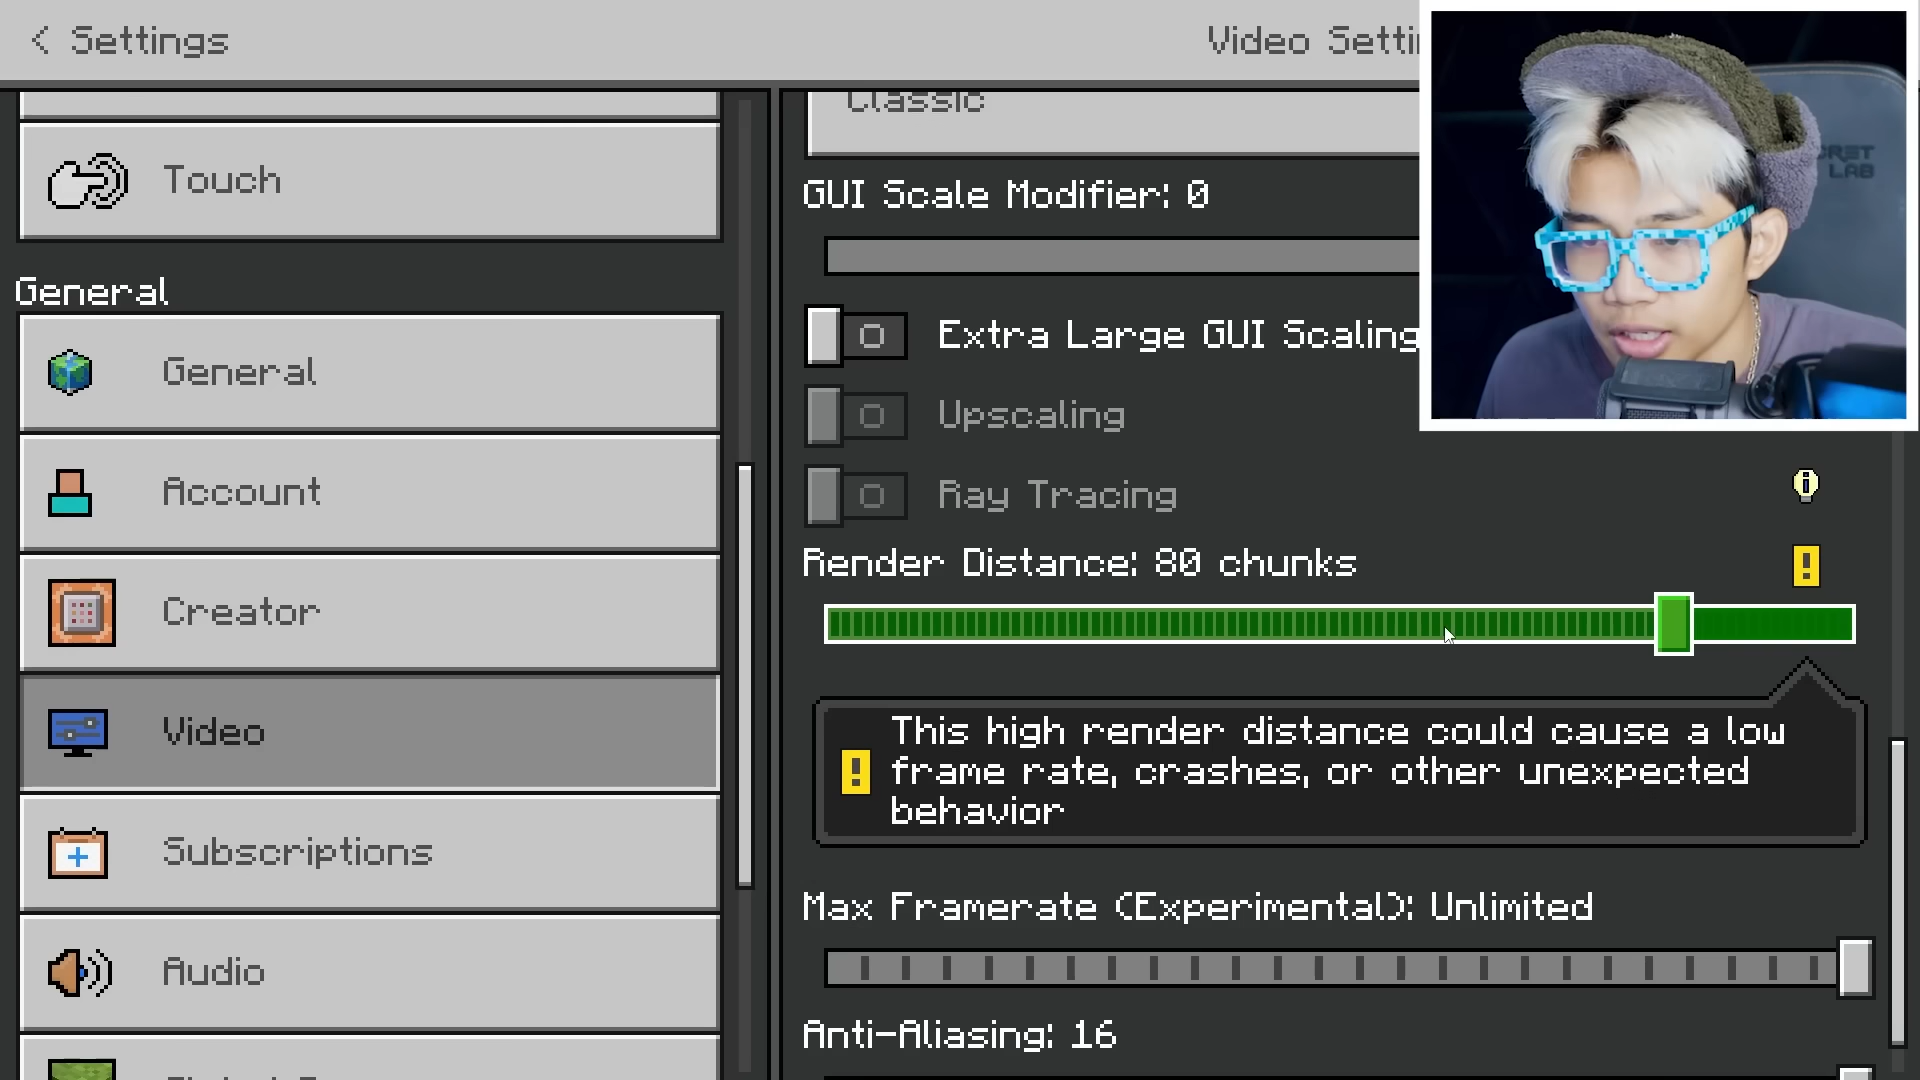 < Settings
Video Setti
Touch
General
General
Account
Creator
Video
Subscriptions
Audio
Classic
GUI Scale Modifier: 0
Extra Large GUI Scaling
Upscaling
Ray Tracing
Render Distance: 80 chunks
This high render distance could cause a low
frame rate, crashes, or other unexpected
behavior
Max Framerate (Experimental): Unlimited
Anti-Aliasing: 16
RET
LAB